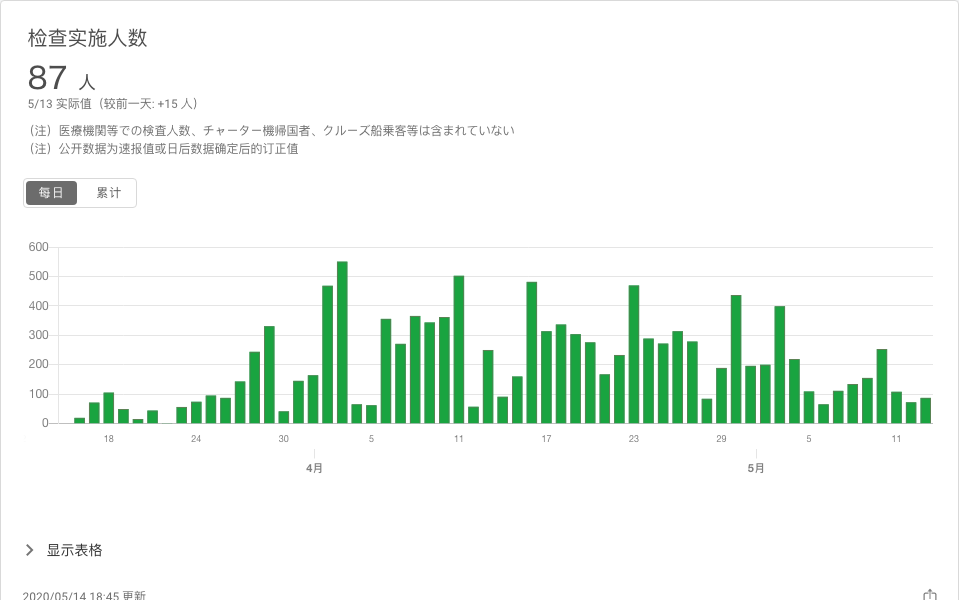 检查实施人数
87 人
5/13 实际值（较前一天: +15 人）
（注）医療機関等での検査人数、チャーター機帰国者、クルーズ船乗客等は含まれていない
（注）公开数据为速报值或日后数据确定后的订正值
每日 累计
600
500
400
300
200
100
0
18 24 30 5 11 17 23 29 5 11
4月 5月
显示表格
2020/05/14 18:45 更新